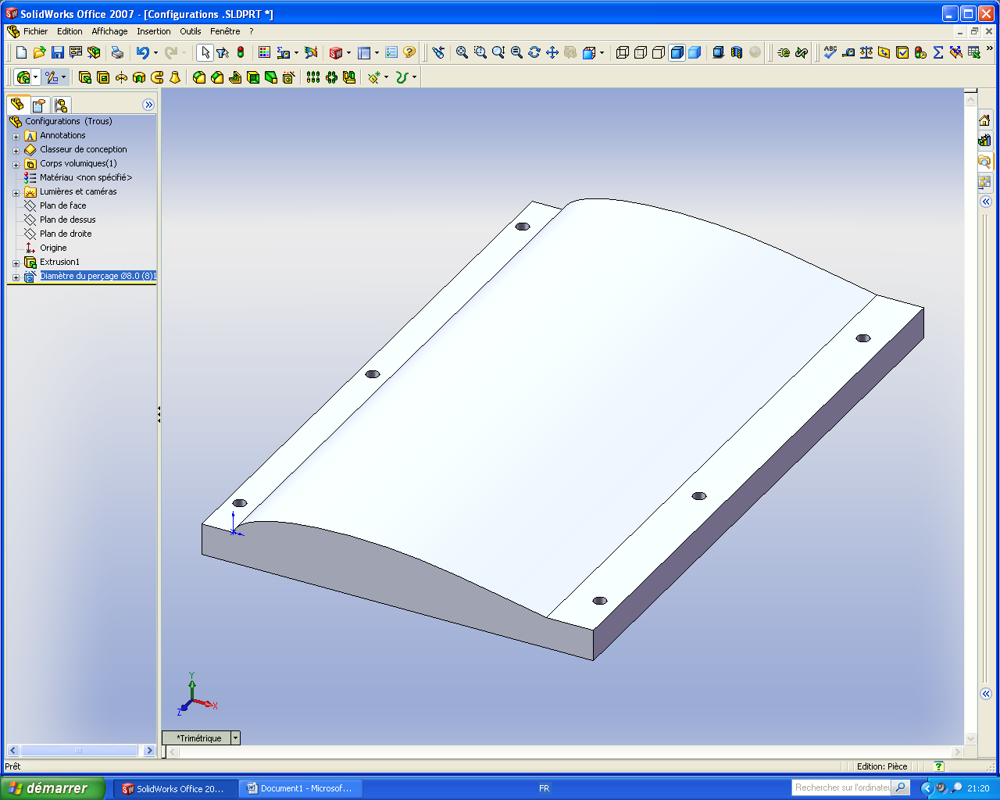 SolidWorks Office 2007 - [Configurations .SLDPRT *]
Fichier Edition Affichage Insertion Outils Fenêtre ?
Configurations (Trous)
Annotations
Classeur de conception
Corps volumiques(1)
Matériau <non spécifié>
Lumières et caméras
Plan de face
Plan de dessus
Plan de droite
Origine
Extrusion1
Diamètre du perçage Ø8.0 (8)1
Y
X
Z
*Trimétrique
Prêt
Edition: Pièce
démarrer
SolidWorks Office 20...
Document1 - Microsof...
FR
Rechercher sur l'ordinateu
21:20